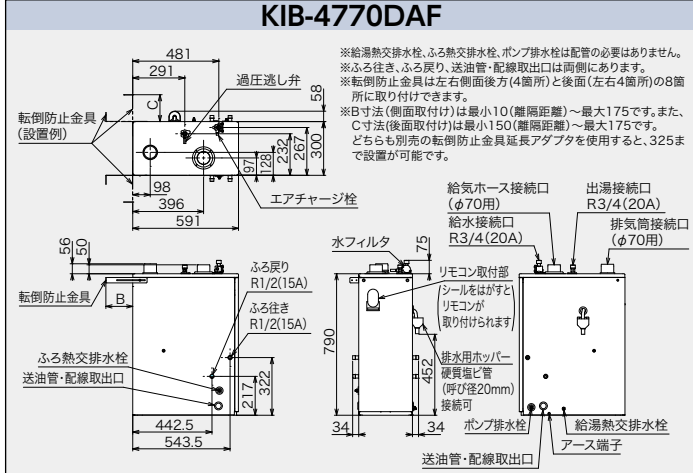 KIB-4770DAF
※給湯熱交排水栓、ふろ熱交排水栓、ポンプ排水栓は配管の必要はありません。
※ふろ往き、ふろ戻り、送油管・配線取出口は両側にあります。
※転倒防止金具は左右側面後方(4箇所)と後面(左右4箇所)の8箇
所に取り付けできます。
※B寸法(側面取付け)は最小10(離隔距離)～最大175です。また、
C寸法(後面取付け)は最小150(離隔距離)～最大175です。
どちらも別売の転倒防止金具延長アダプタを使用すると、325ま
で設置が可能です。
481
291
過圧逃し弁
58
C
転倒防止金具
(設置例)
97
128
232
267
300
98
396
591
エアチャージ栓
給気ホース接続口
(φ70用)
給水接続口
R3/4(20A)
出湯接続口
R3/4(20A)
排気筒接続口
(φ70用)
56
50
転倒防止金具
B
ふろ戻り
R1/2(15A)
ふろ往き
R1/2(15A)
ふろ熱交排水栓
送油管・配線取出口
217
322
442.5
543.5
水フィルタ
75
リモコン取付部
(シールをはがすと
リモコンが
取り付けられます)
790
452
排水用ホッパー
硬質塩ビ管
(呼び径20mm)
接続可
34
34
ポンプ排水栓
給湯熱交排水栓
アース端子
送油管・配線取出口